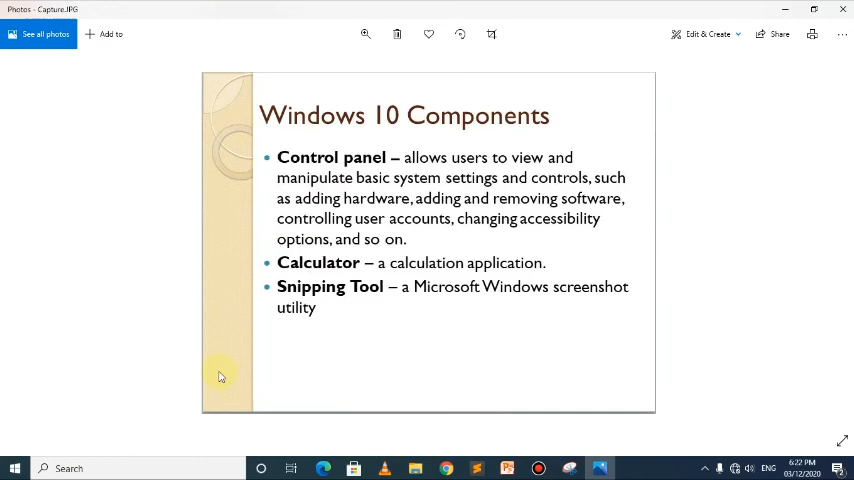 Photos - Capture.JPG
See all photos
Add to
Edit & Create
Share
Windows 10 Components
• Control panel – allows users to view and
manipulate basic system settings and controls, such
as adding hardware, adding and removing software,
controlling user accounts, changing accessibility
options, and so on.
• Calculator – a calculation application.
• Snipping Tool – a Microsoft Windows screenshot
utility
Search
ENG
6:22 PM
03/12/2020
2